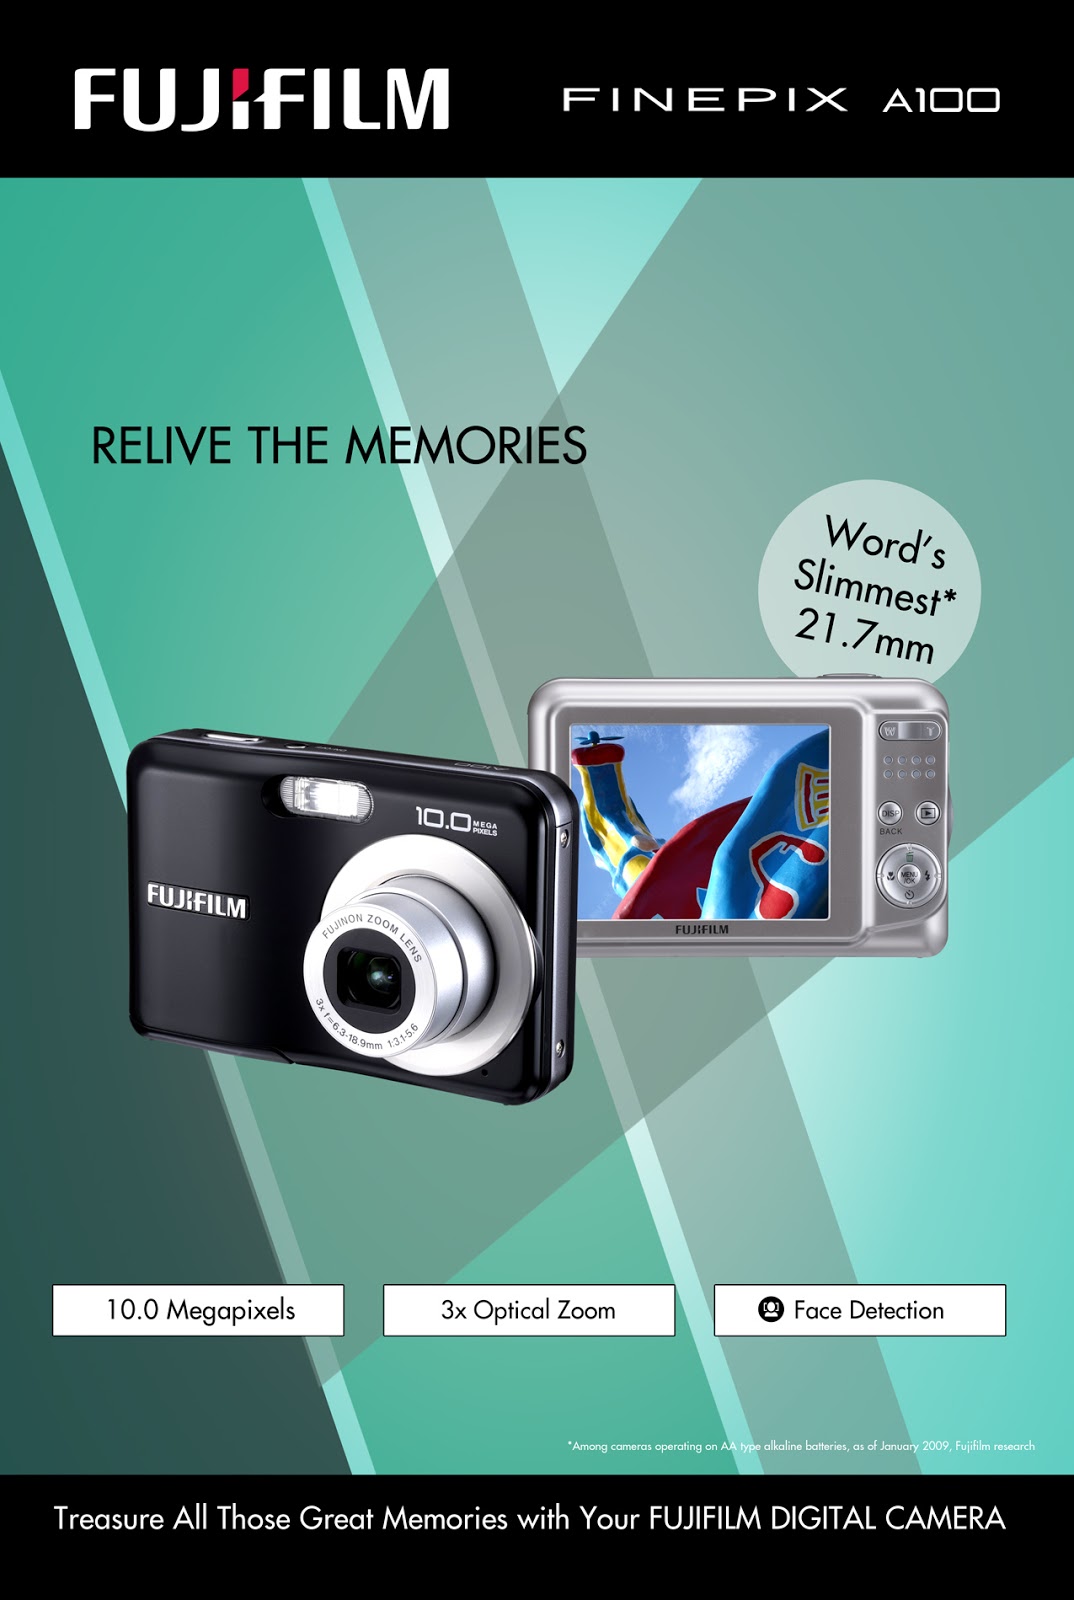 FUJIFILM
FINEPIX A100
RELIVE THE MEMORIES
Word's
Slimmest*
21.7mm
A100
10.0 MEGA
PIXELS
FUJIFILM
FUJINON ZOOM LENS
3x f=6.3-18.9mm 1:3.1-5.6
W T
DISP
BACK
MENU
/OK
FUJIFILM
10.0 Megapixels
3x Optical Zoom
Face Detection
*Among cameras operating on AA type alkaline batteries, as of January 2009, Fujifilm research
Treasure All Those Great Memories with Your FUJIFILM DIGITAL CAMERA